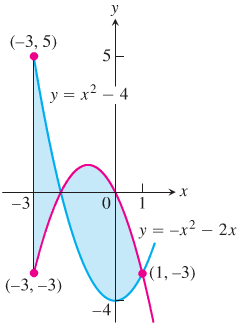 y
(−3, 5)
5
y = x² − 4
x
−3
0
1
y = −x² − 2x
(1, −3)
(−3, −3)
−4